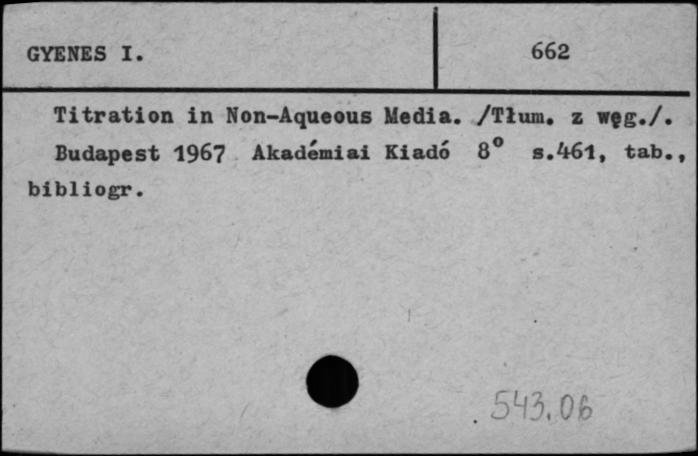 GYENES I.
662
Titration in Non-Aqueous Media. /Tłum. z węg./.
Budapest 1967 Akadémiai Kiadó 8° s.461, tab.,
bibliogr.
543.06